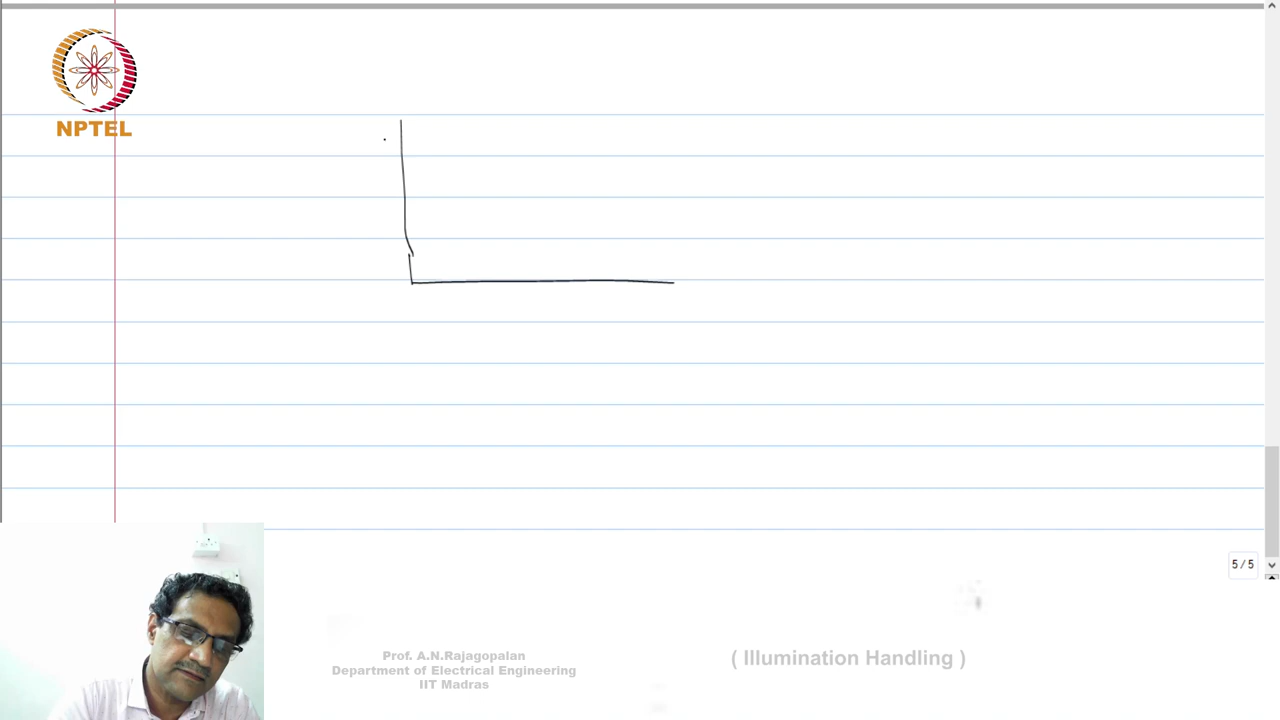 NPTEL
5 / 5
Prof. A.N.Rajagopalan
Department of Electrical Engineering
IIT Madras
( Illumination Handling )